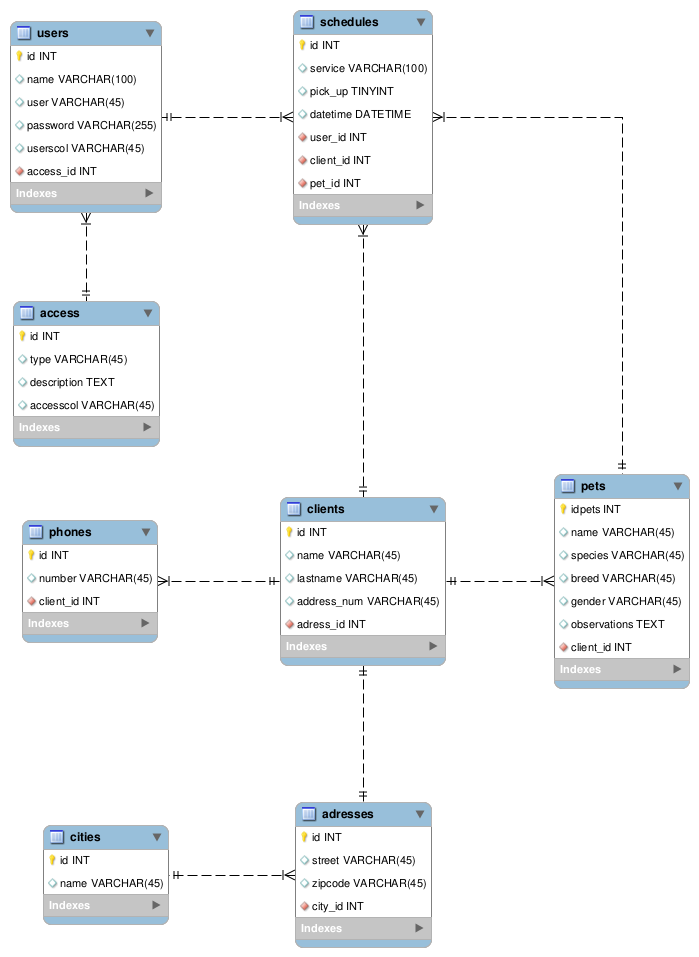 users
id INT
name VARCHAR(100)
user VARCHAR(45)
password VARCHAR(255)
userscol VARCHAR(45)
access_id INT
Indexes
schedules
id INT
service VARCHAR(100)
pick_up TINYINT
datetime DATETIME
user_id INT
client_id INT
pet_id INT
Indexes
access
id INT
type VARCHAR(45)
description TEXT
accesscol VARCHAR(45)
Indexes
phones
id INT
number VARCHAR(45)
client_id INT
Indexes
clients
id INT
name VARCHAR(45)
lastname VARCHAR(45)
address_num VARCHAR(45)
adress_id INT
Indexes
pets
idpets INT
name VARCHAR(45)
species VARCHAR(45)
breed VARCHAR(45)
gender VARCHAR(45)
observations TEXT
client_id INT
Indexes
cities
id INT
name VARCHAR(45)
Indexes
adresses
id INT
street VARCHAR(45)
zipcode VARCHAR(45)
city_id INT
Indexes